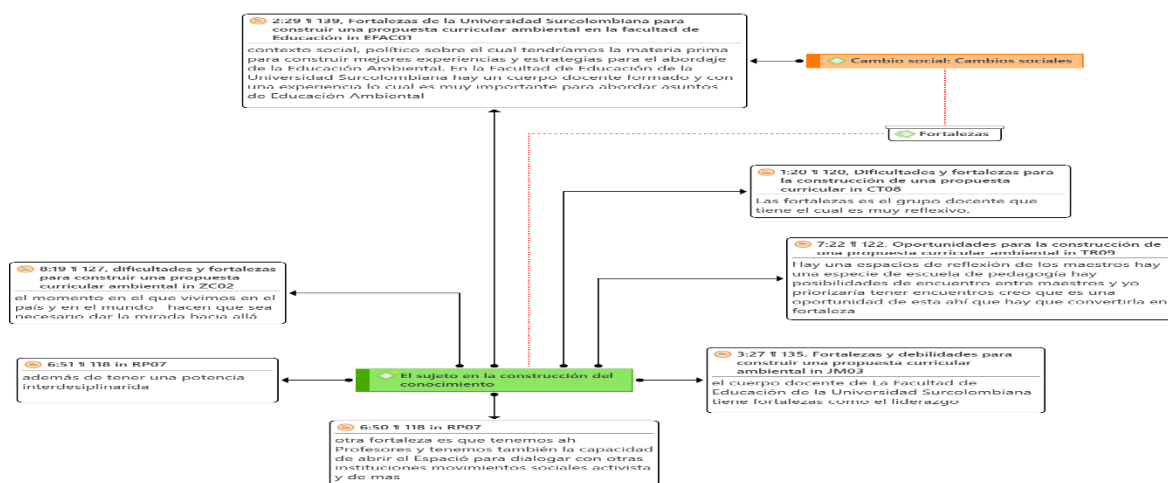 2:29 ¶ 139, Fortalezas de la Universidad Surcolombiana para
construir una propuesta curricular ambiental en la facultad de
Educación in EFAC01
contexto social, político sobre el cual tendríamos la materia prima
para construir mejores experiencias y estrategias para el abordaje
de la Educación Ambiental. En la Facultad de Educación de la
Universidad Surcolombiana hay un cuerpo docente formado y con
una experiencia lo cual es muy importante para abordar asuntos
de Educación Ambiental
Cambio social: Cambios sociales
Fortalezas
1:20 ¶ 120, Dificultades y fortalezas para
la construcción de una propuesta
curricular in CT08
Las fortalezas es el grupo docente que
tiene el cual es muy reflexivo.
7:22 ¶ 122, Oportunidades para la construcción de
una propuesta curricular ambiental in TR09
Hay una espacios de reflexión de los maestros hay
una especie de escuela de pedagogía hay
posibilidades de encuentro entre maestros y yo
priorizaría tener encuentros creo que es una
oportunidad de esta ahí que hay que convertirla en
fortaleza
8:19 ¶ 127, dificultades y fortalezas
para construir una propuesta
curricular ambiental in ZC02
el momento en el que vivimos en el
país y en el mundo hacen que sea
necesario dar la mirada hacia allá
6:51 ¶ 118 in RP07
además de tener una potencia
interdesiplinarida
El sujeto en la construcción del
conocimiento
3:27 ¶ 135, Fortalezas y debilidades para
construir una propuesta curricular
ambiental in JM03
el cuerpo docente de La Facultad de
Educación de la Universidad Surcolombiana
tiene fortalezas como el liderazgo
6:50 ¶ 118 in RP07
otra fortaleza es que tenemos ah
Profesores y tenemos también la capacidad
de abrir el Espació para dialogar con otras
instituciones movimientos sociales activista
y de mas